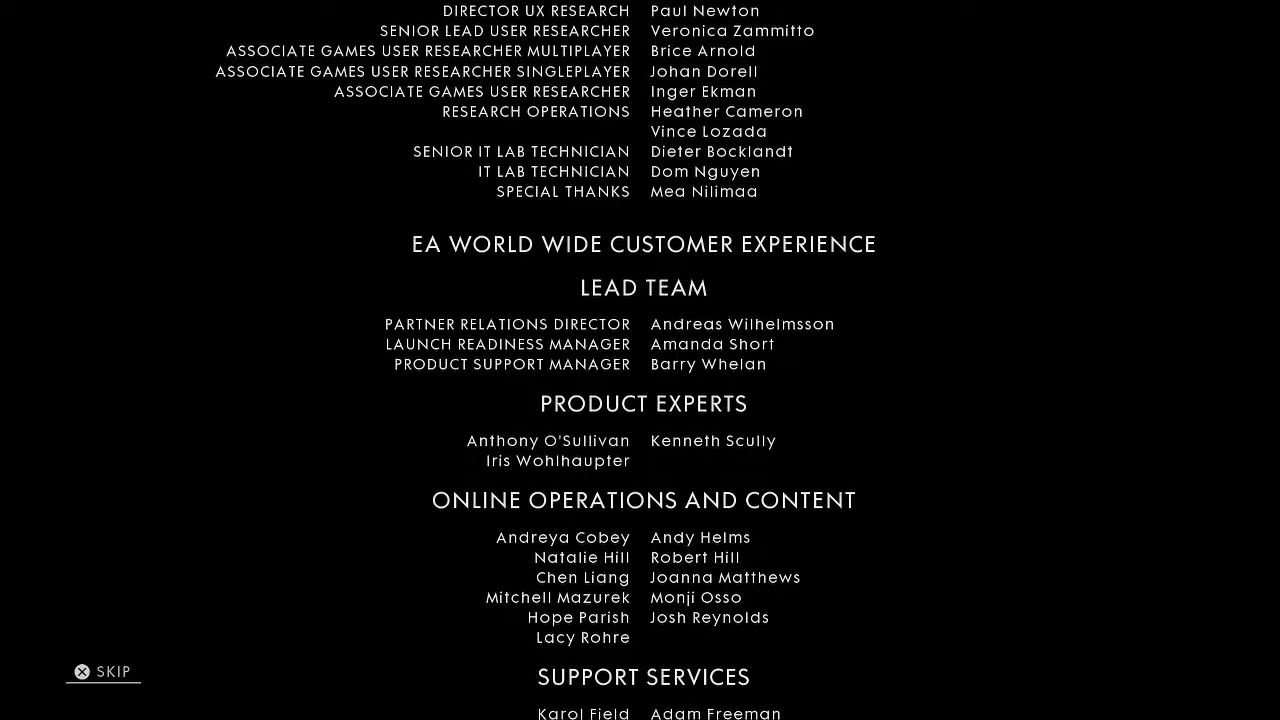 DIRECTOR UX RESEARCH Paul Newton
SENIOR LEAD USER RESEARCHER Veronica Zammitto
ASSOCIATE GAMES USER RESEARCHER MULTIPLAYER Brice Arnold
ASSOCIATE GAMES USER RESEARCHER SINGLEPLAYER Johan Dorell
ASSOCIATE GAMES USER RESEARCHER Inger Ekman
RESEARCH OPERATIONS Heather Cameron
Vince Lozada
SENIOR IT LAB TECHNICIAN Dieter Bocklandt
IT LAB TECHNICIAN Dom Nguyen
SPECIAL THANKS Mea Nilimaa
EA WORLD WIDE CUSTOMER EXPERIENCE
LEAD TEAM
PARTNER RELATIONS DIRECTOR Andreas Wilhelmsson
LAUNCH READINESS MANAGER Amanda Short
PRODUCT SUPPORT MANAGER Barry Whelan
PRODUCT EXPERTS
Anthony O'Sullivan Kenneth Scully
Iris Wohlhaupter
ONLINE OPERATIONS AND CONTENT
Andreya Cobey Andy Helms
Natalie Hill Robert Hill
Chen Liang Joanna Matthews
Mitchell Mazurek Monji Osso
Hope Parish Josh Reynolds
Lacy Rohre
SKIP
SUPPORT SERVICES
Karol Field Adam Freeman